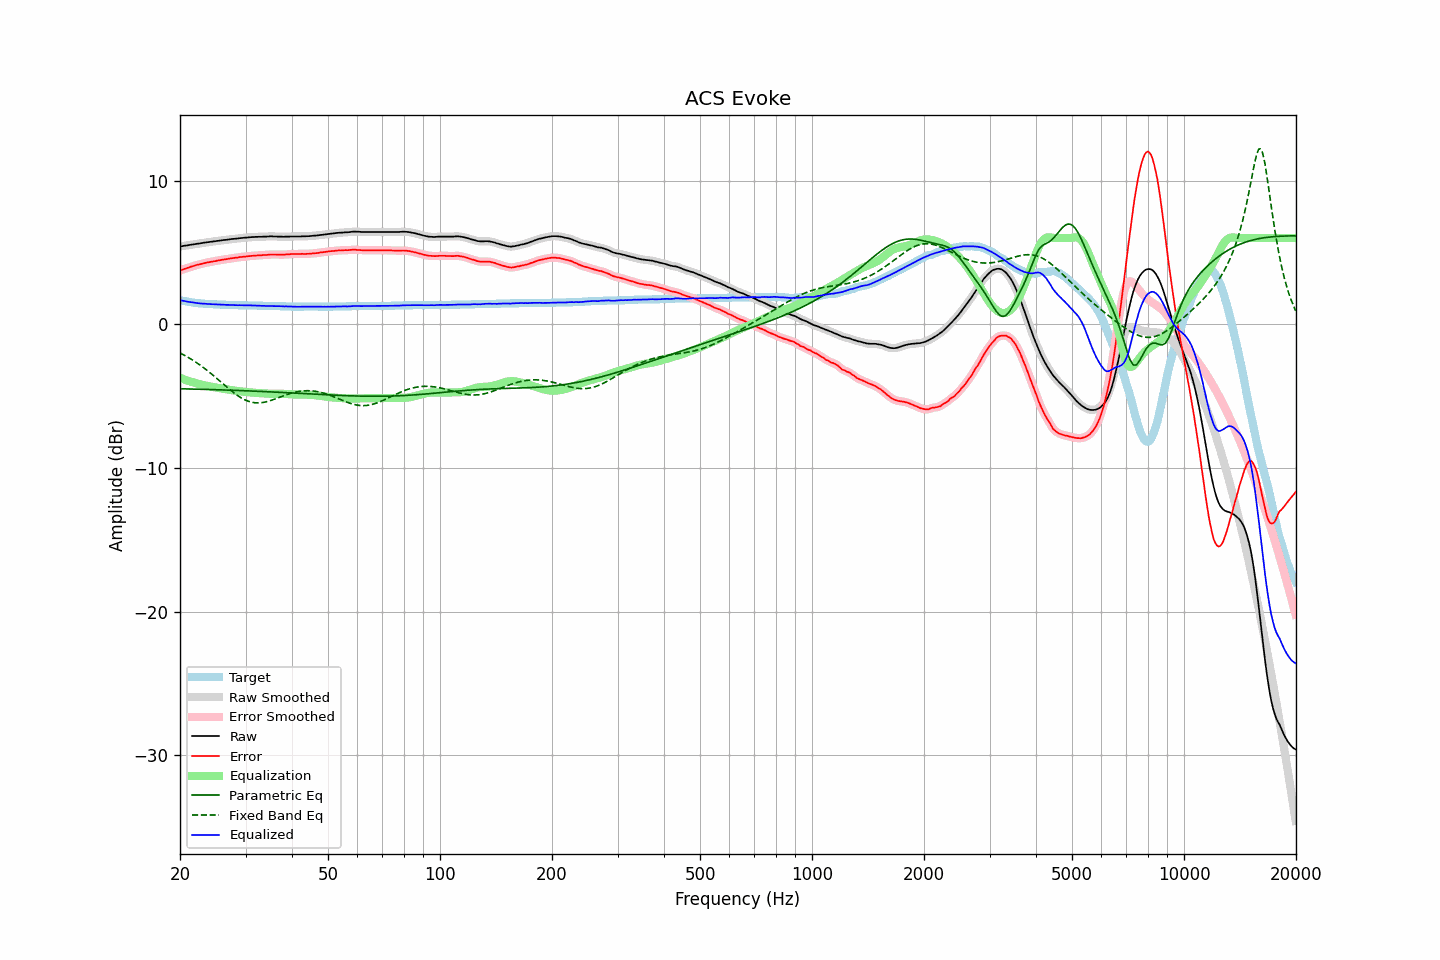 ACS Evoke
Amplitude (dBr)
10
0
−10
−20
−30
Target
Raw Smoothed
Error Smoothed
Raw
Error
Equalization
Parametric Eq
Fixed Band Eq
Equalized
20 50 100 200 500 1000 2000 5000 10000 20000
Frequency (Hz)